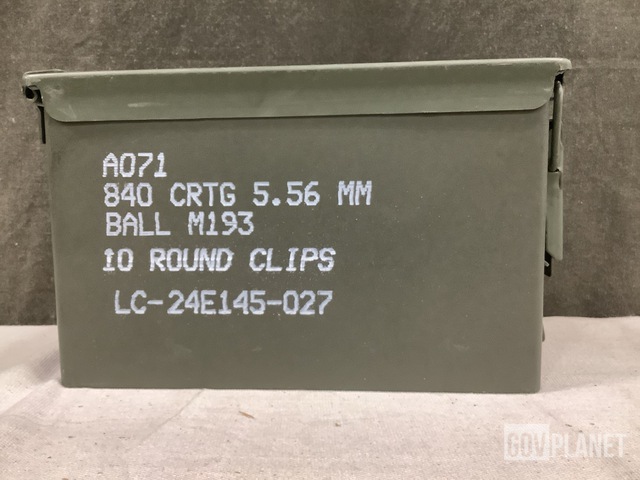 A071
840 CRTG 5.56 MM
BALL M193
10 ROUND CLIPS
LC-24E145-027
GOVPLANET